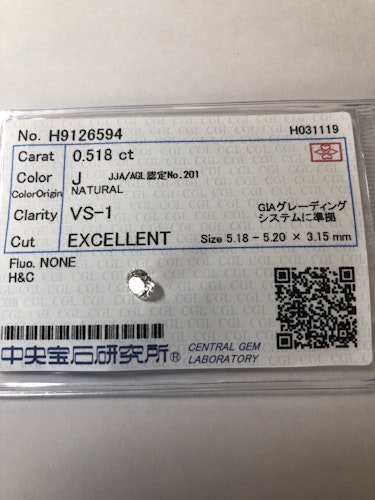 No. H9126594 H031119
Carat 0.518 ct
Color J JJA/AGL 認定No.201
ColorOrigin NATURAL
Clarity VS-1 GIAグレーディング
システムに準拠
Cut EXCELLENT Size 5.18 - 5.20 × 3.15 mm
Fluo. NONE
H&C
中央宝石研究所® CENTRAL GEM
LABORATORY